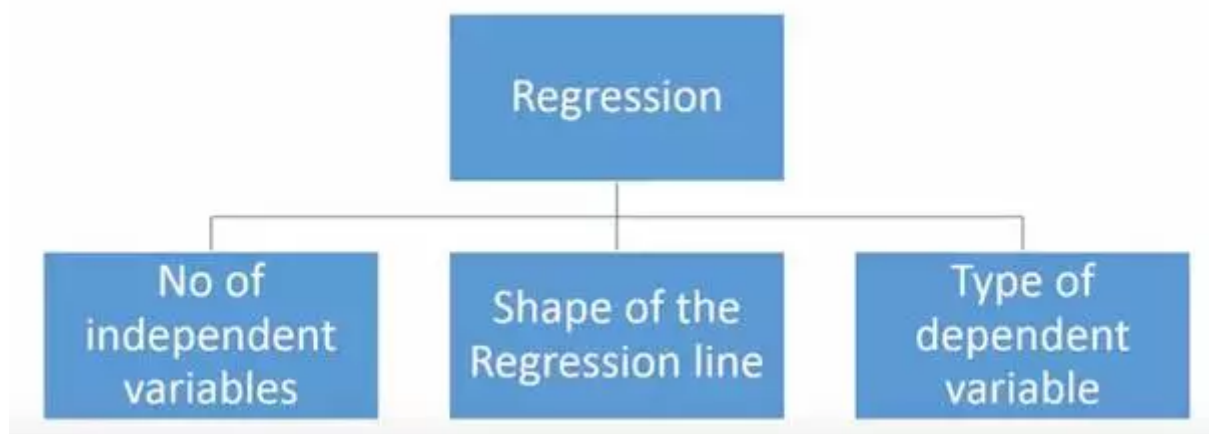 Regression
No of
independent
variables
Shape of the
Regression line
Type of
dependent
variable